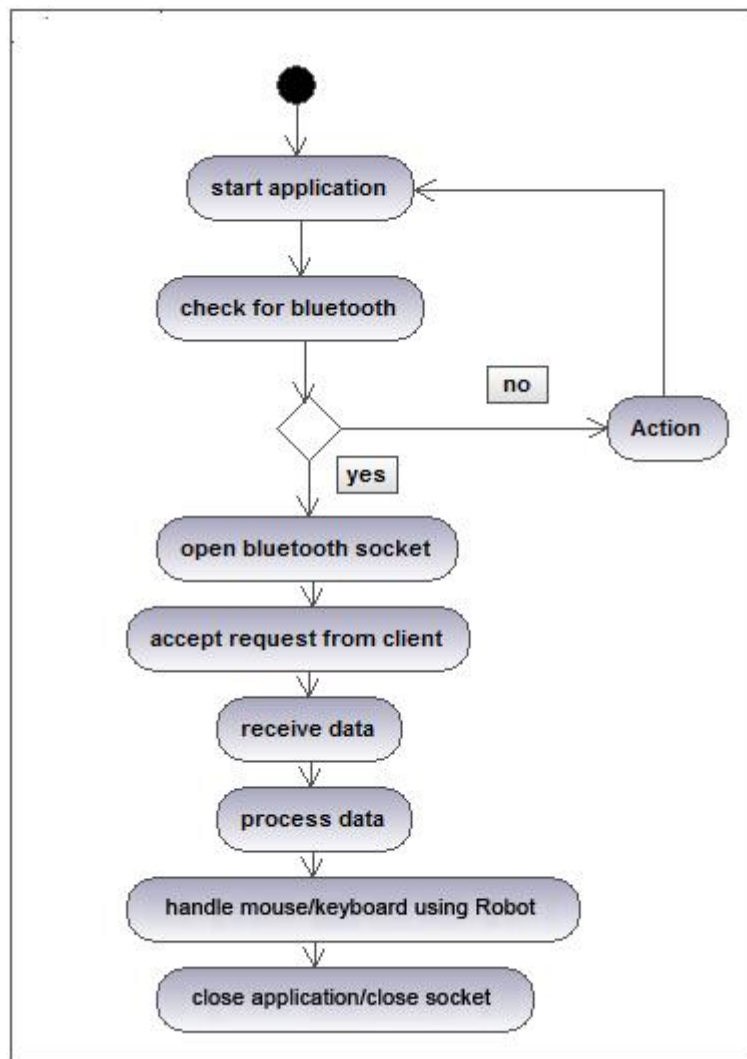 start application
check for bluetooth
no
Action
yes
open bluetooth socket
accept request from client
receive data
process data
handle mouse/keyboard using Robot
close application/close socket